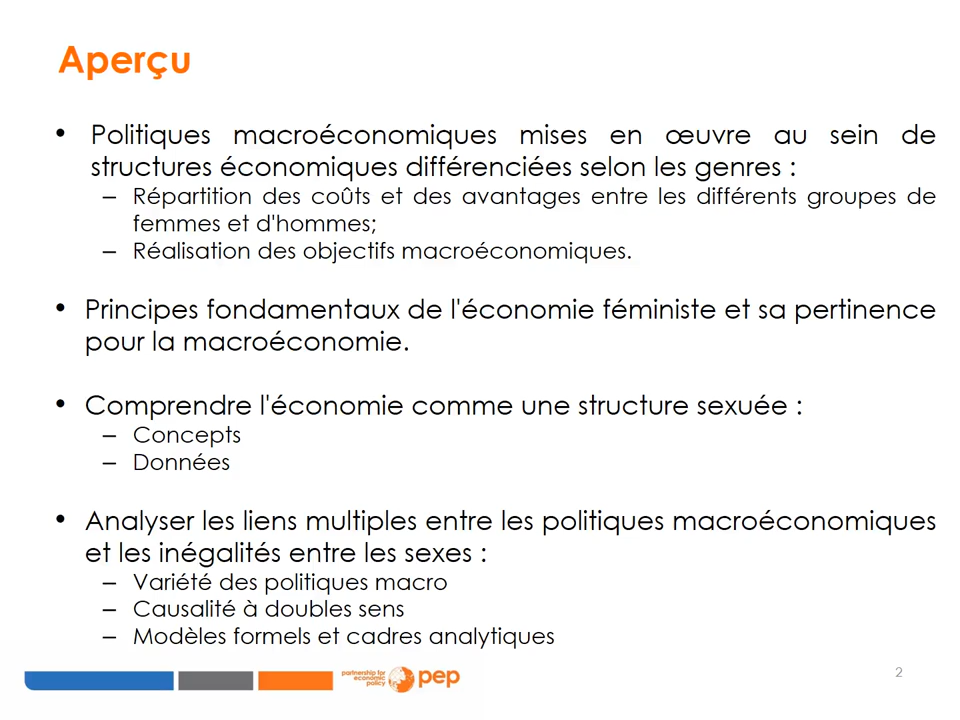 Aperçu
• Politiques macroéconomiques mises en œuvre au sein de
structures économiques différenciées selon les genres :
– Répartition des coûts et des avantages entre les différents groupes de
femmes et d'hommes;
– Réalisation des objectifs macroéconomiques.
• Principes fondamentaux de l'économie féministe et sa pertinence
pour la macroéconomie.
• Comprendre l'économie comme une structure sexuée :
– Concepts
– Données
• Analyser les liens multiples entre les politiques macroéconomiques
et les inégalités entre les sexes :
– Variété des politiques macro
– Causalité à doubles sens
– Modèles formels et cadres analytiques
partnership for
economic
policy
pep
2